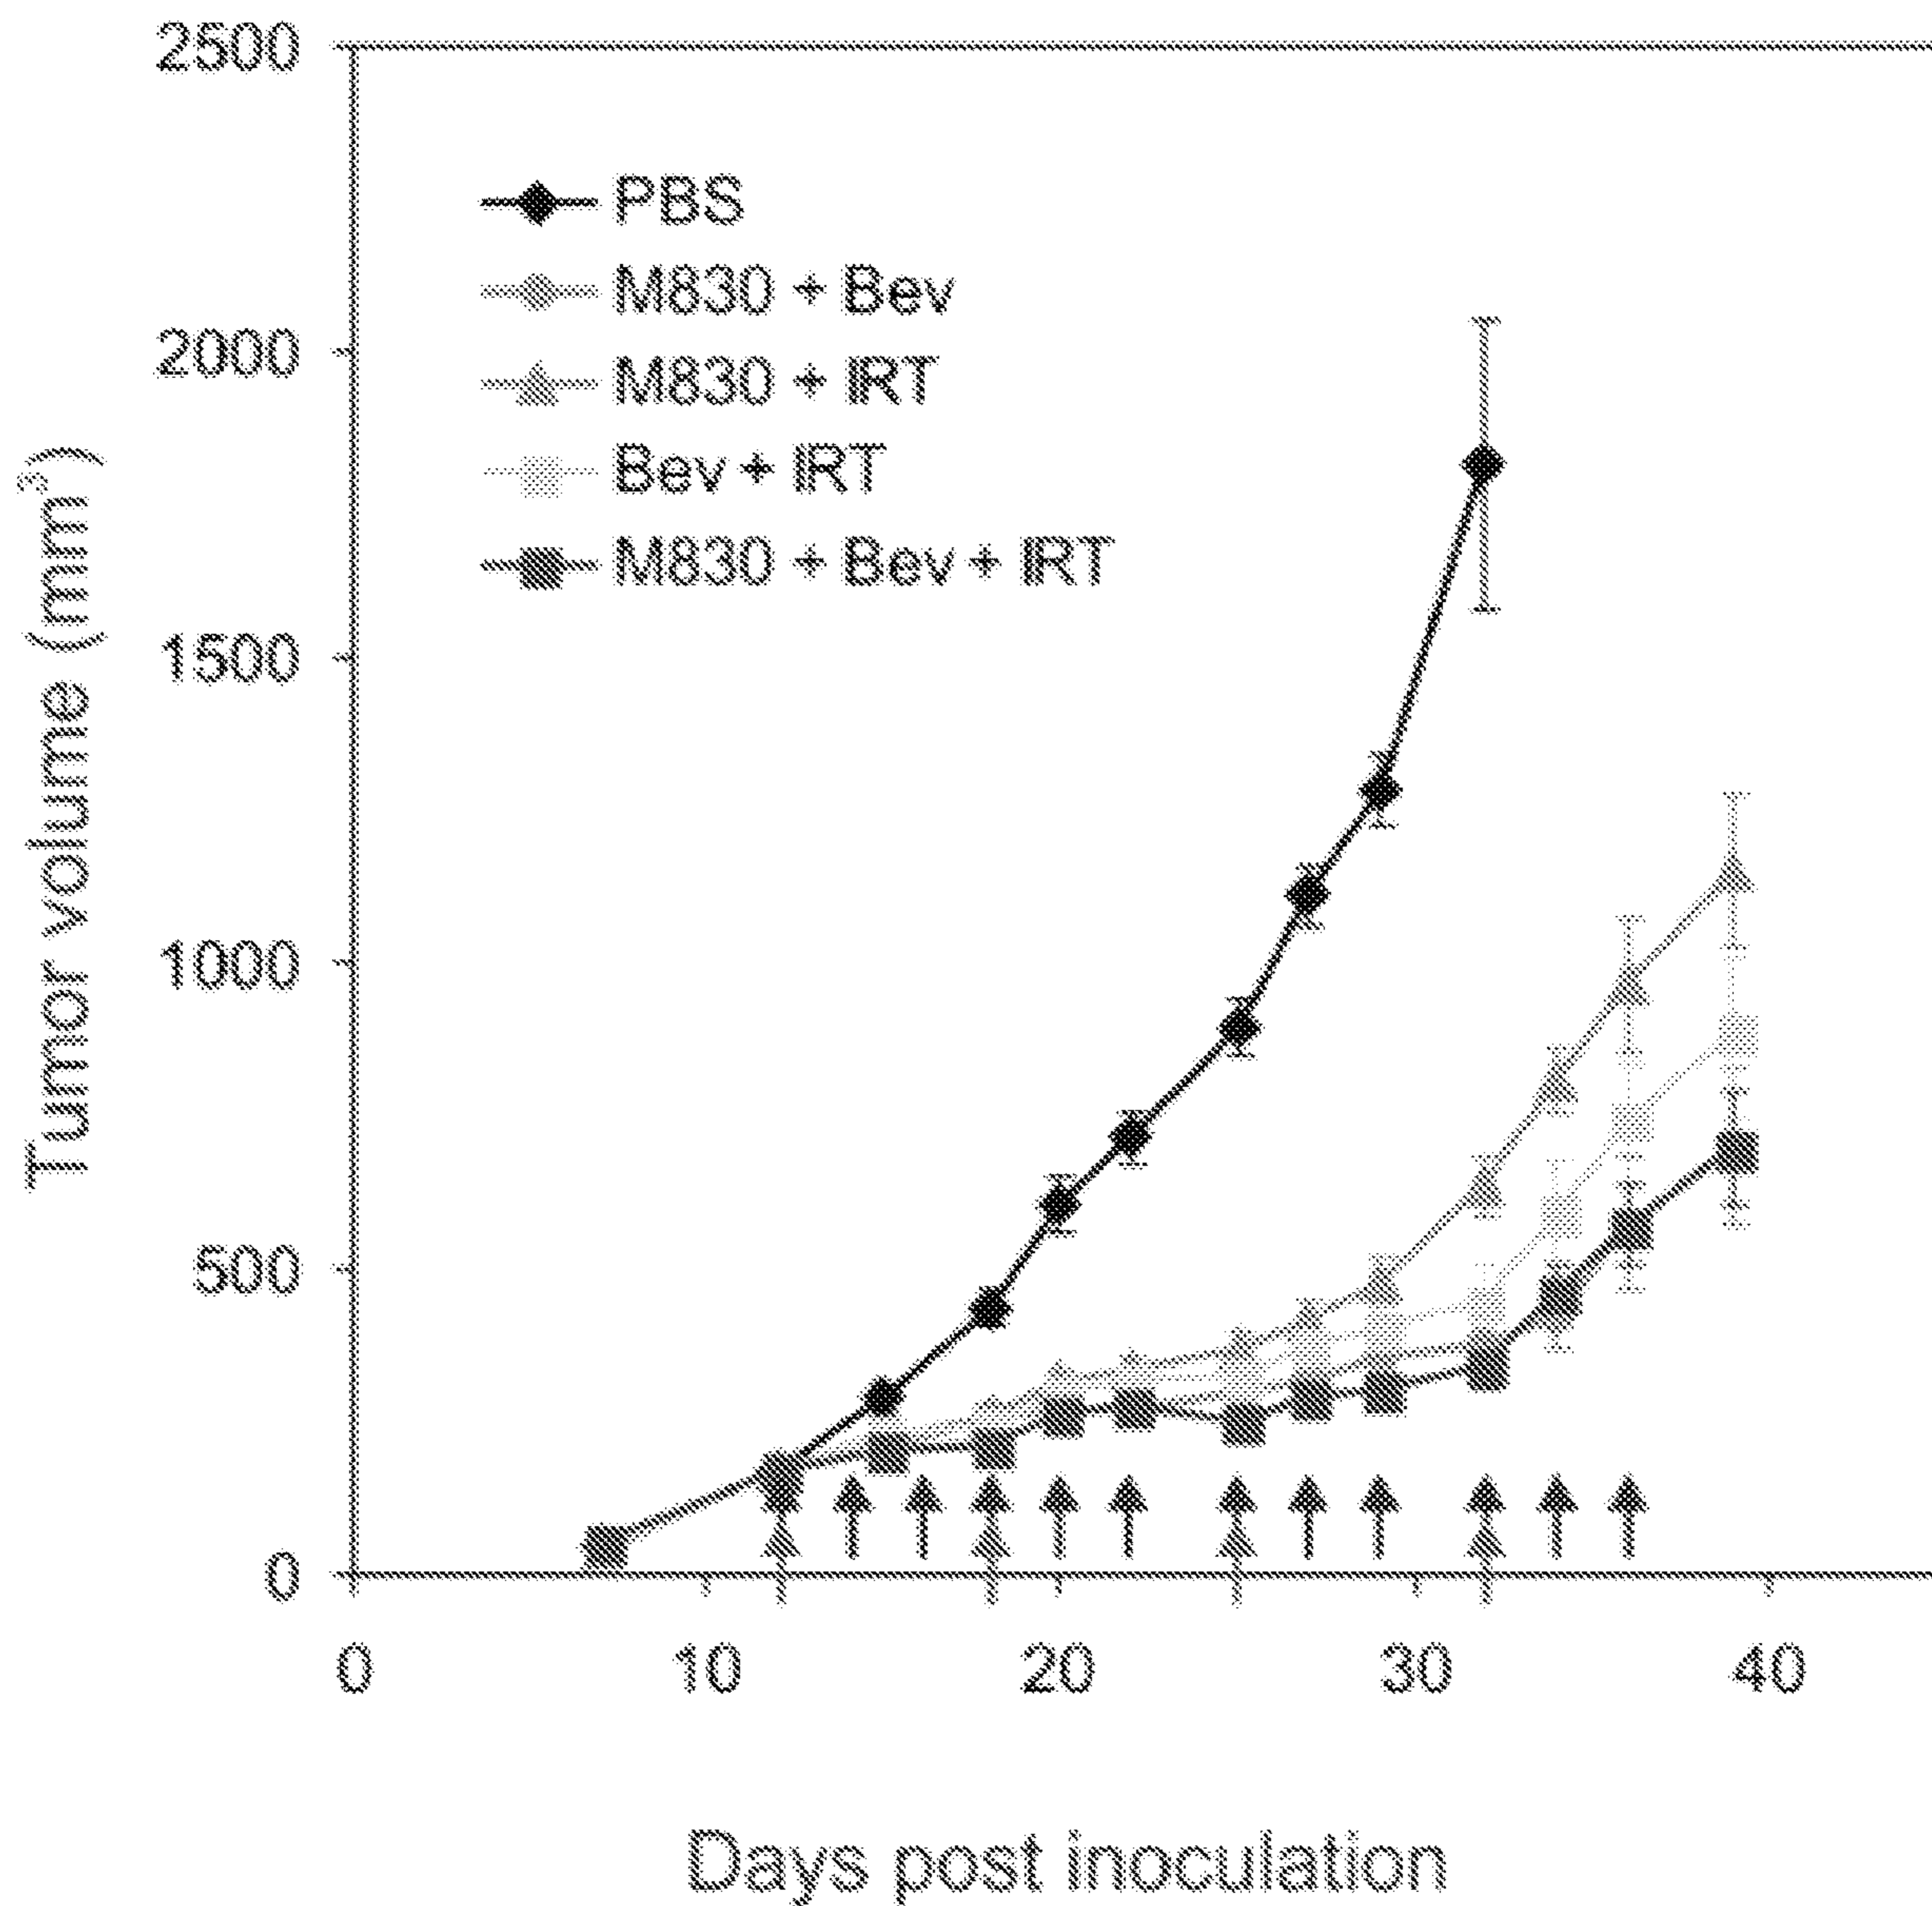 2500
2000
1500
1000
500
0
Tumor volume (mm³)
PBS
M830 + Bev
M830 + IRT
Bev + IRT
M830 + Bev + IRT
0 10 20 30 40
Days post inoculation